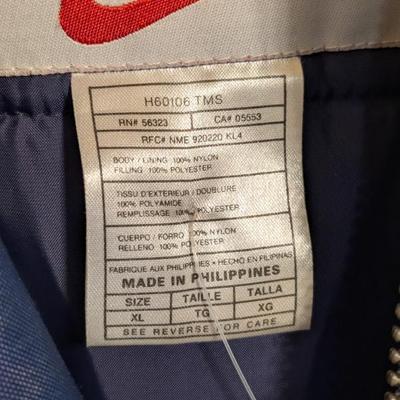 H60106 TMS
RN# 56323 CA# 05553
RFC# NME 920220 KL4
BODY / LINING 100% NYLON
FILLING 100% POLYESTER
TISSU D'EXTERIEUR / DOUBLURE
100% POLYAMIDE
REMPLISSAGE 100% POLYESTER
CUERPO / FORRO 100% NYLON
RELLENO 100% POLYESTER
FABRIQUE AUX PHILIPPINES • HECHO EN FILIPINAS
MADE IN PHILIPPINES
SIZE TAILLE TALLA
XL TG XG
SEE REVERSE FOR CARE